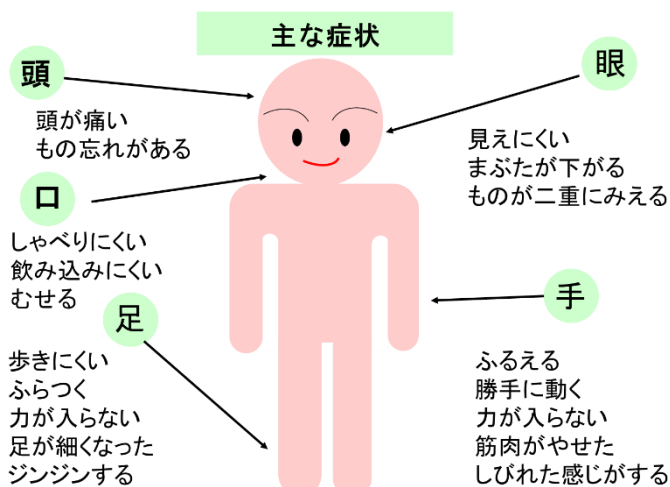 主な症状
頭
頭が痛い
もの忘れがある
眼
見えにくい
まぶたが下がる
ものが二重にみえる
口
しゃべりにくい
飲み込みにくい
むせる
足
歩きにくい
ふらつく
力が入らない
足が細くなった
ジンジンする
手
ふるえる
勝手に動く
力が入らない
筋肉がやせた
しびれた感じがする